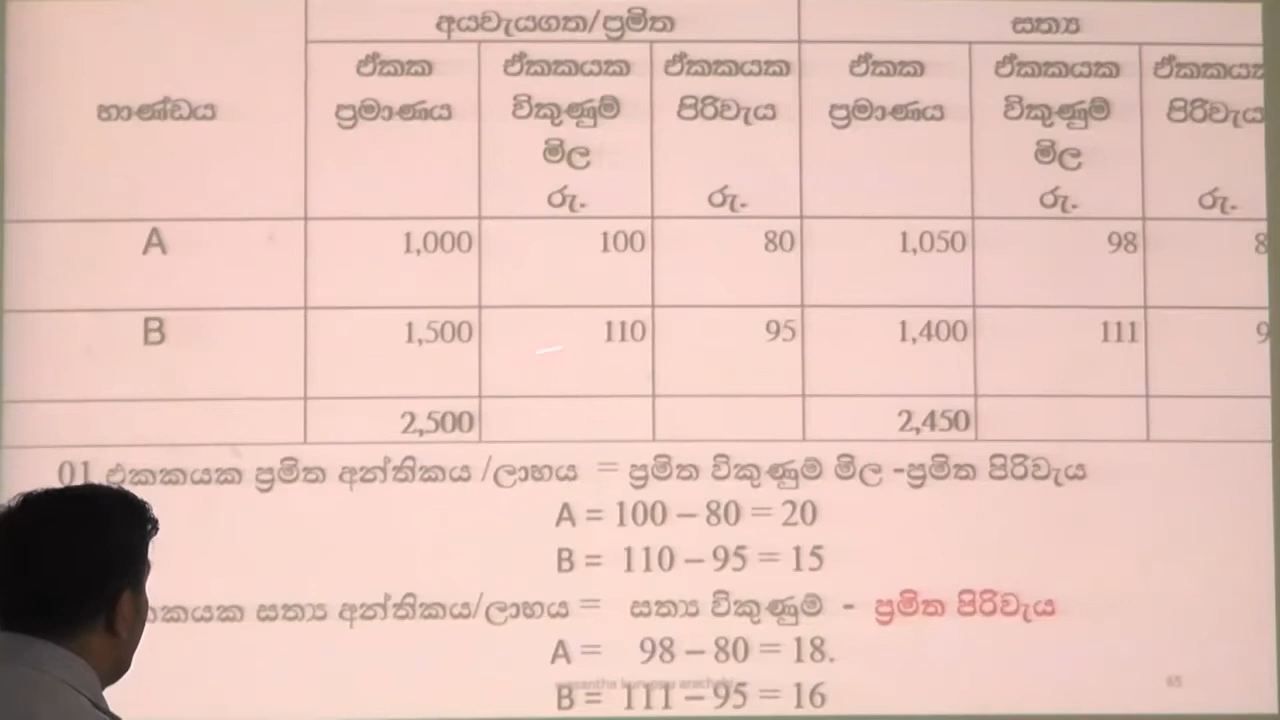 අයවැයගත/ප්‍රමිත සත්‍ය
භාණ්ඩය ඒකක ප්‍රමාණය ඒකකයක විකුණුම් මිල රු. ඒකකයක පිරිවැය රු. ඒකක ප්‍රමාණය ඒකකයක විකුණුම් මිල රු. පිරිවැය රු.
A 1,000 100 80 1,050 98 8
B 1,500 110 95 1,400 111 9
2,500 2,450
01 එකකයක ප්‍රමිත අන්තිකය /ලාභය = ප්‍රමිත විකුණුම් මිල -ප්‍රමිත පිරිවැය
A = 100 – 80 = 20
B = 110 – 95 = 15
සත්‍ය අන්තිකය/ලාභය = සත්‍ය විකුණුම් - ප්‍රමිත පිරිවැය
A = 98 – 80 = 18.
B = 111 – 95 = 16
65